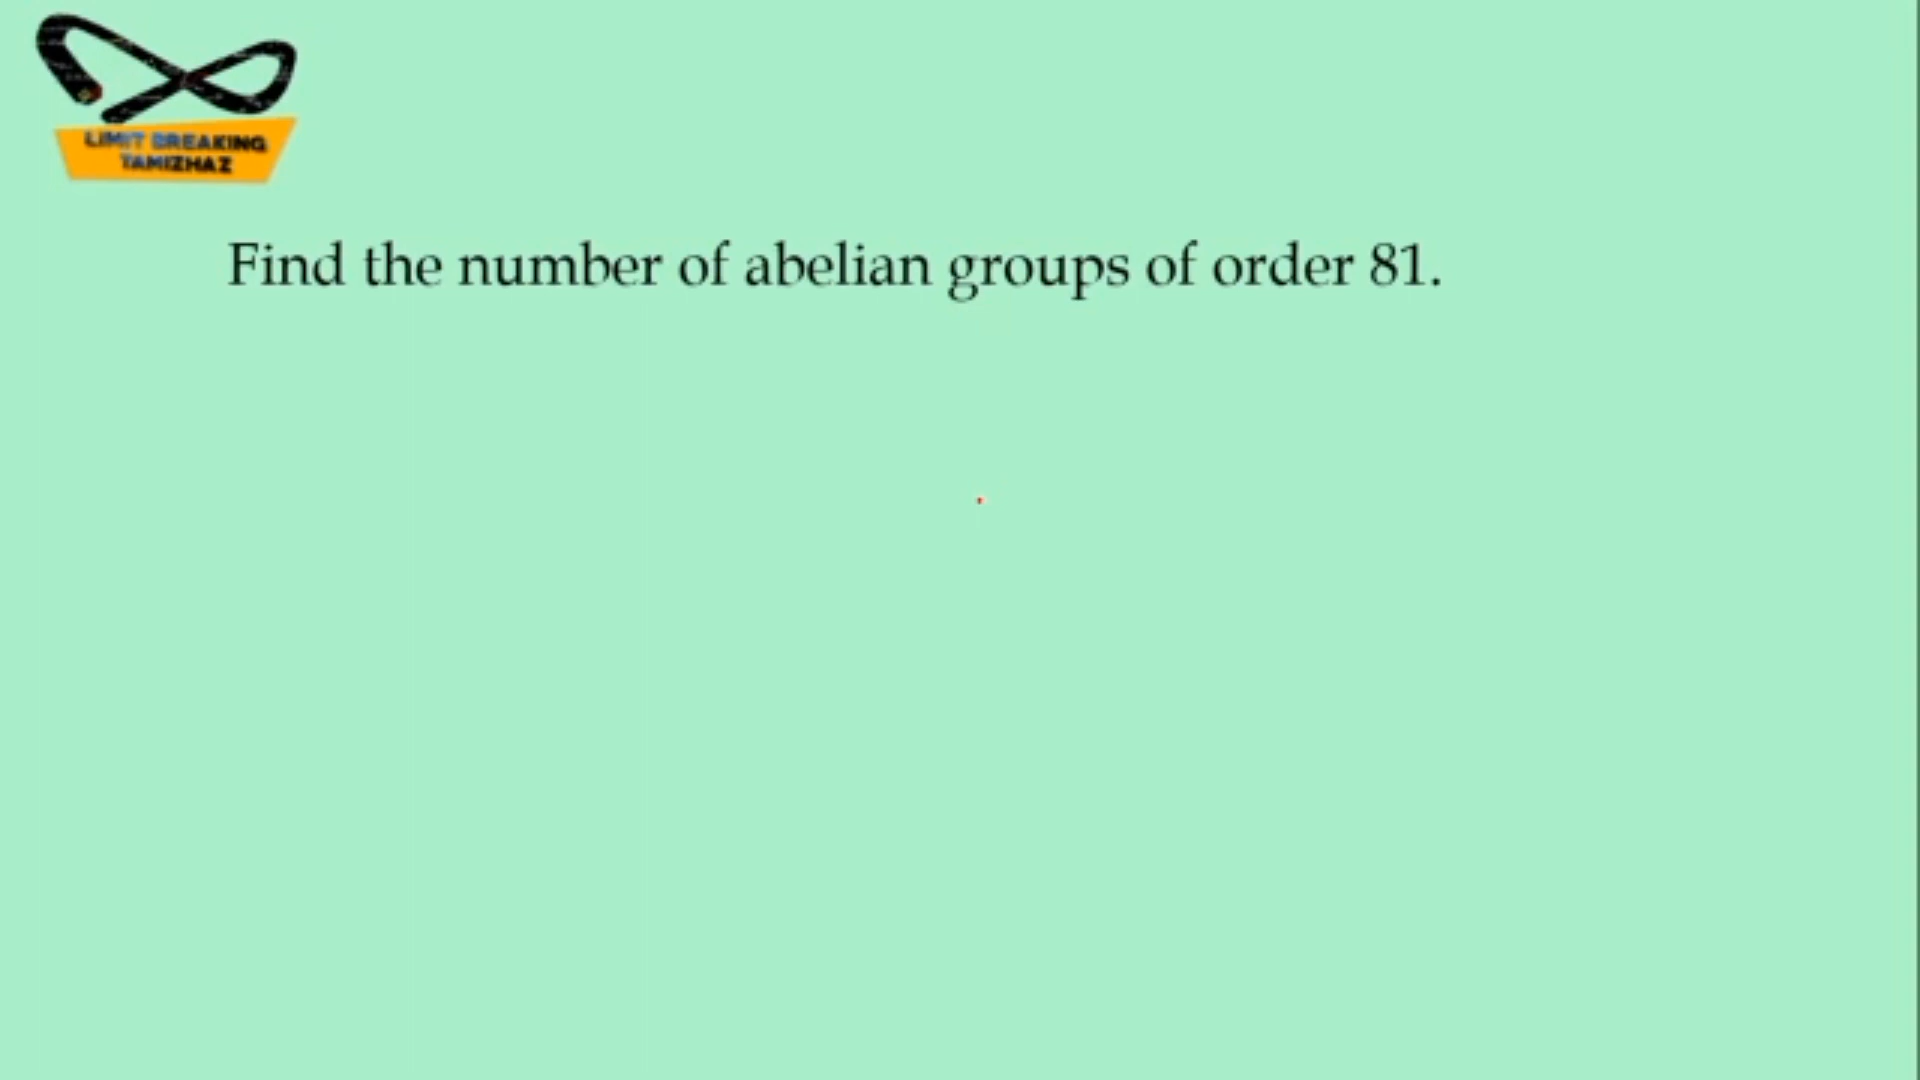 LIMIT BREAKING
TAMIZHAZ
Find the number of abelian groups of order 81.